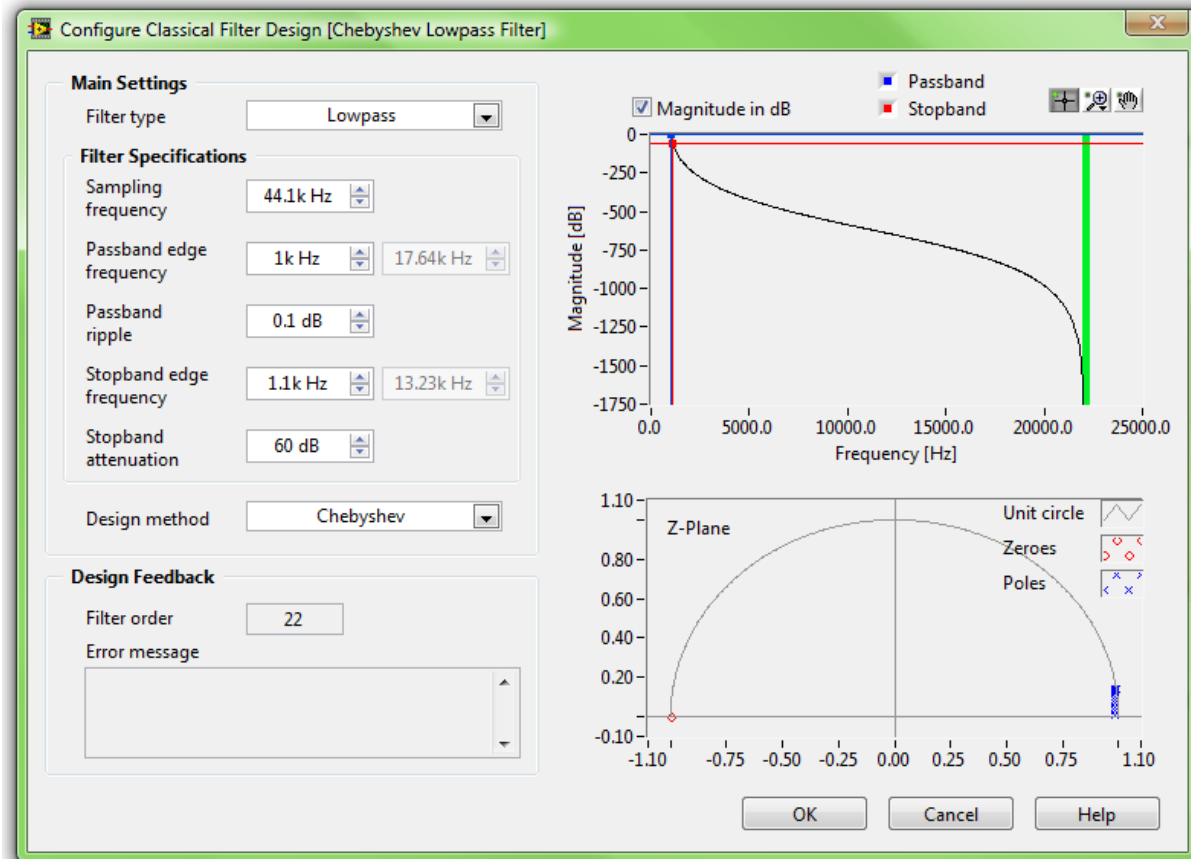 Configure Classical Filter Design [Chebyshev Lowpass Filter]
Main Settings
Filter type
Lowpass
Filter Specifications
Sampling
frequency
44.1k Hz
Passband edge
frequency
1k Hz
17.64k Hz
Passband
ripple
0.1 dB
Stopband edge
frequency
1.1k Hz
13.23k Hz
Stopband
attenuation
60 dB
Design method
Chebyshev
Design Feedback
Filter order
22
Error message
Magnitude in dB
Passband
Stopband
Magnitude [dB]
0
-250
-500
-750
-1000
-1250
-1500
-1750
0.0
5000.0
10000.0
15000.0
20000.0
25000.0
Frequency [Hz]
Z-Plane
Unit circle
Zeroes
Poles
1.10
0.80
0.60
0.40
0.20
-0.10
-1.10
-0.75
-0.50
-0.25
0.00
0.25
0.50
0.75
1.10
OK
Cancel
Help